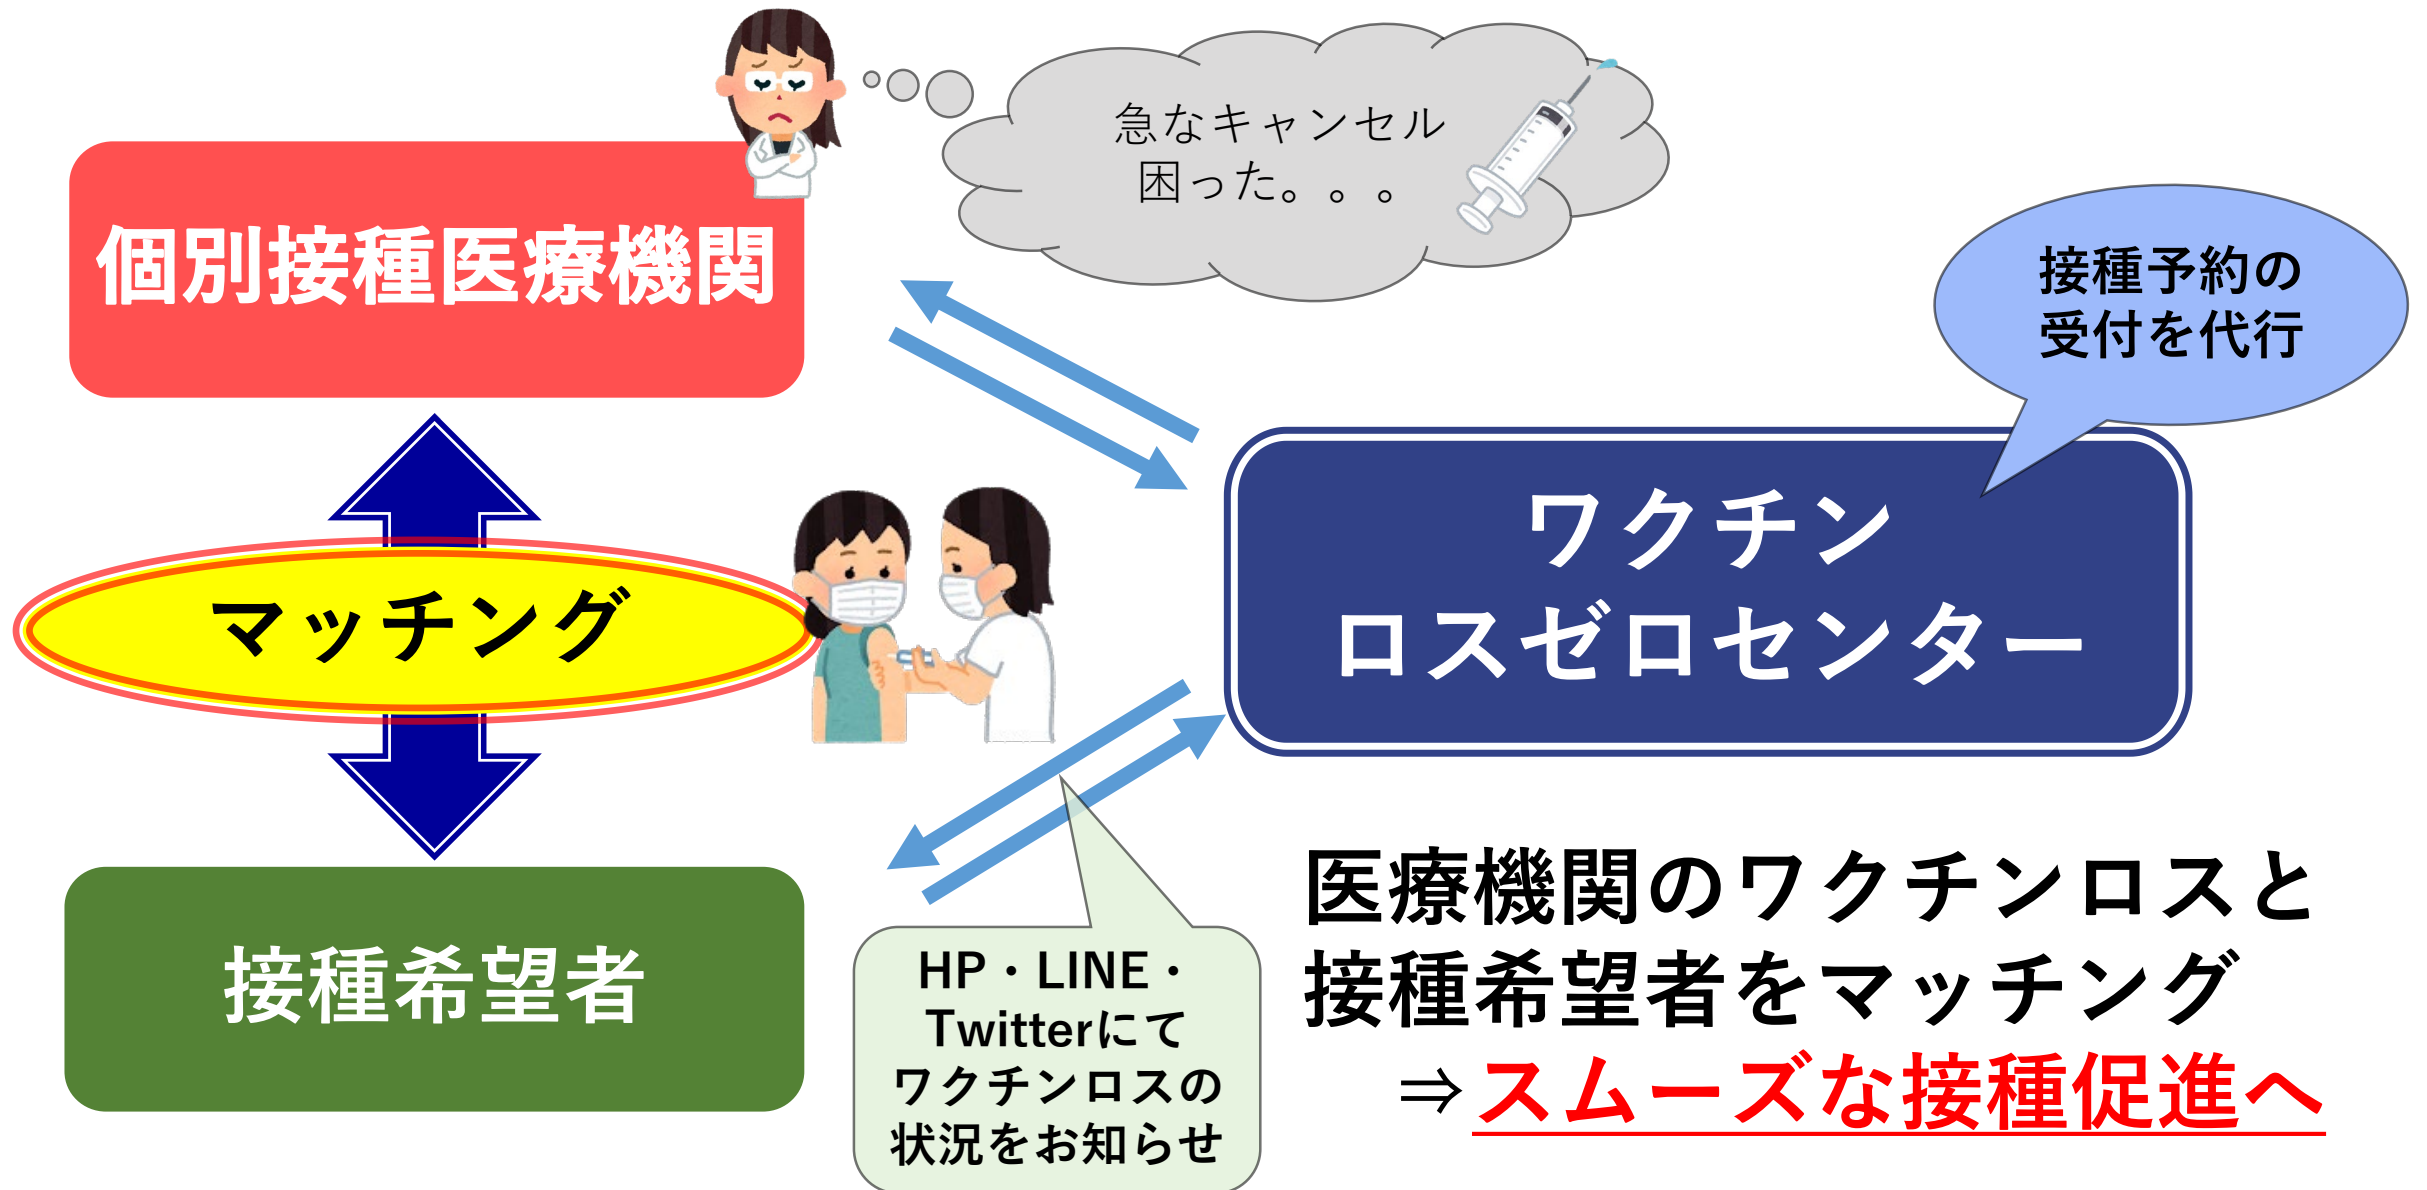 急なキャンセル
困った。。。
個別接種医療機関
接種予約の
受付を代行
ワクチン
ロスゼロセンター
マッチング
接種希望者
HP・LINE・
Twitterにて
ワクチンロスの
状況をお知らせ
医療機関のワクチンロスと
接種希望者をマッチング
⇒スムーズな接種促進へ